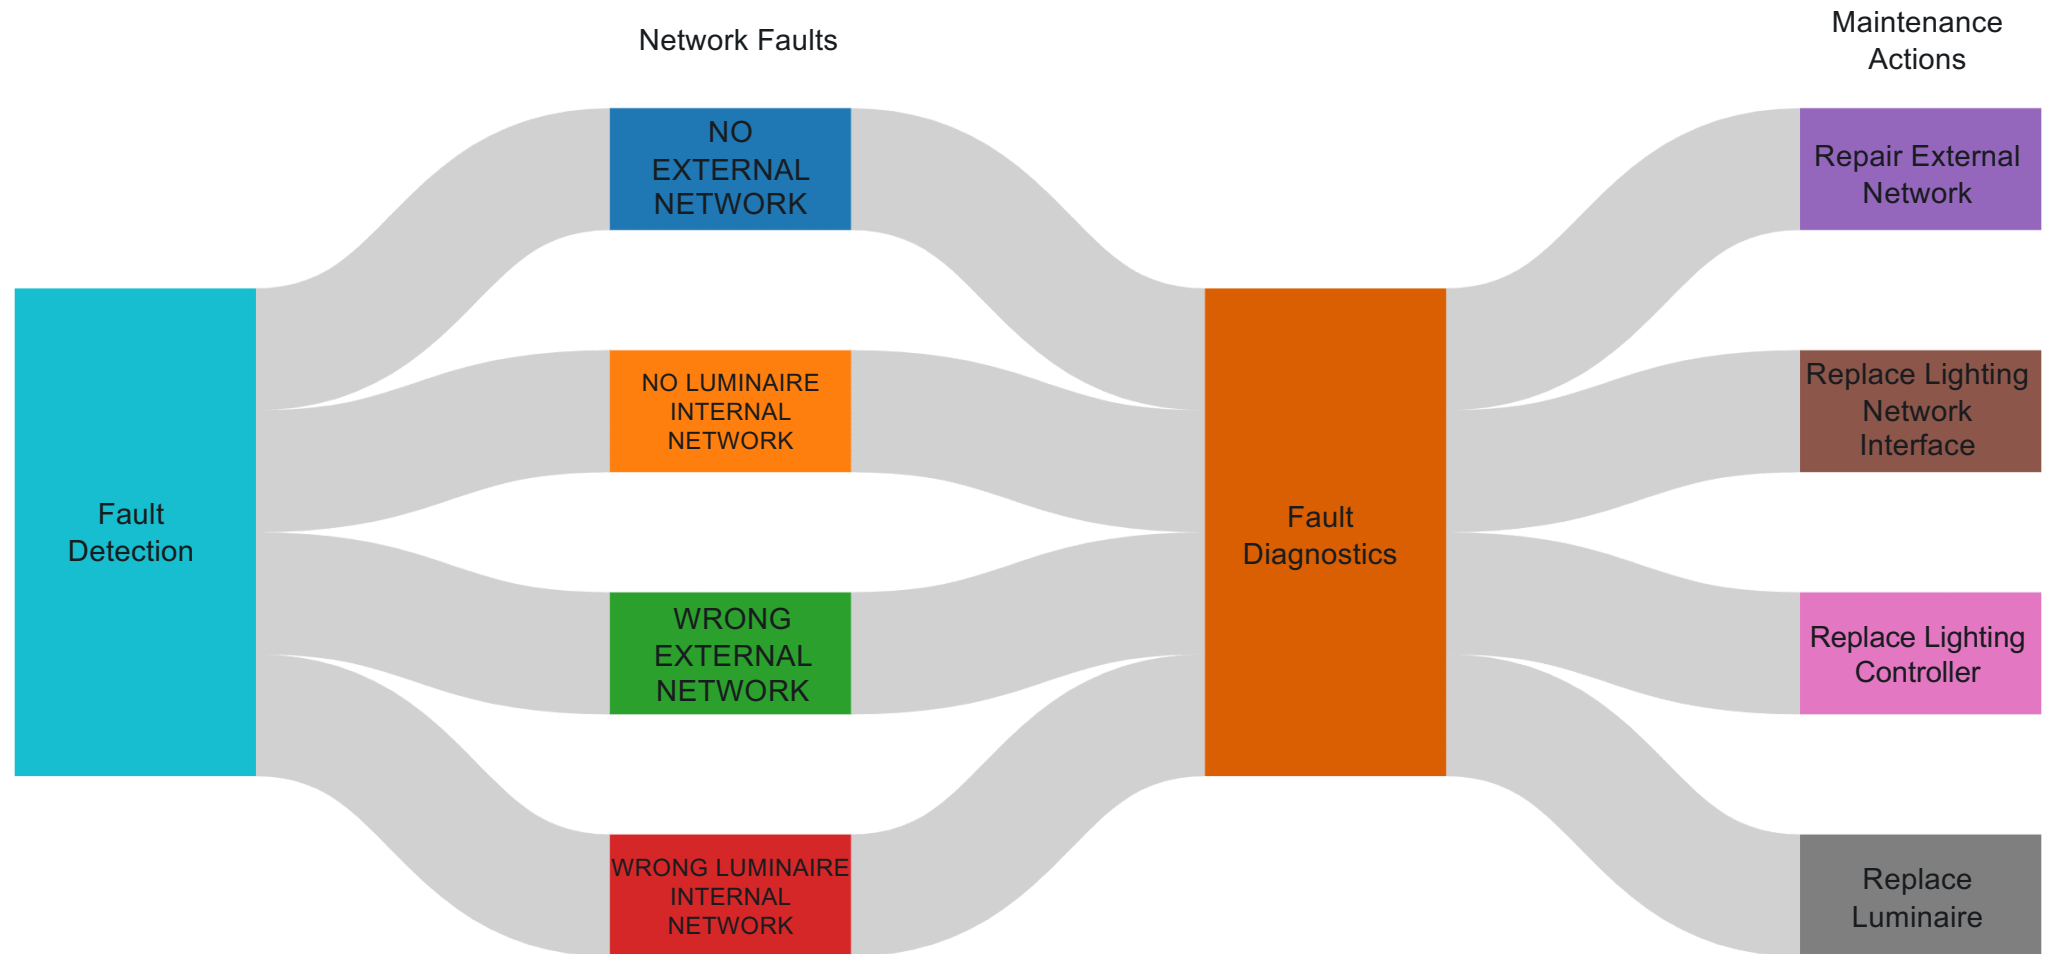 Network Faults
Maintenance
Actions
NO
EXTERNAL
NETWORK
Repair External
Network
NO LUMINAIRE
INTERNAL
NETWORK
Replace Lighting
Network
Interface
Fault
Detection
Fault
Diagnostics
WRONG
EXTERNAL
NETWORK
Replace Lighting
Controller
WRONG LUMINAIRE
INTERNAL
NETWORK
Replace
Luminaire